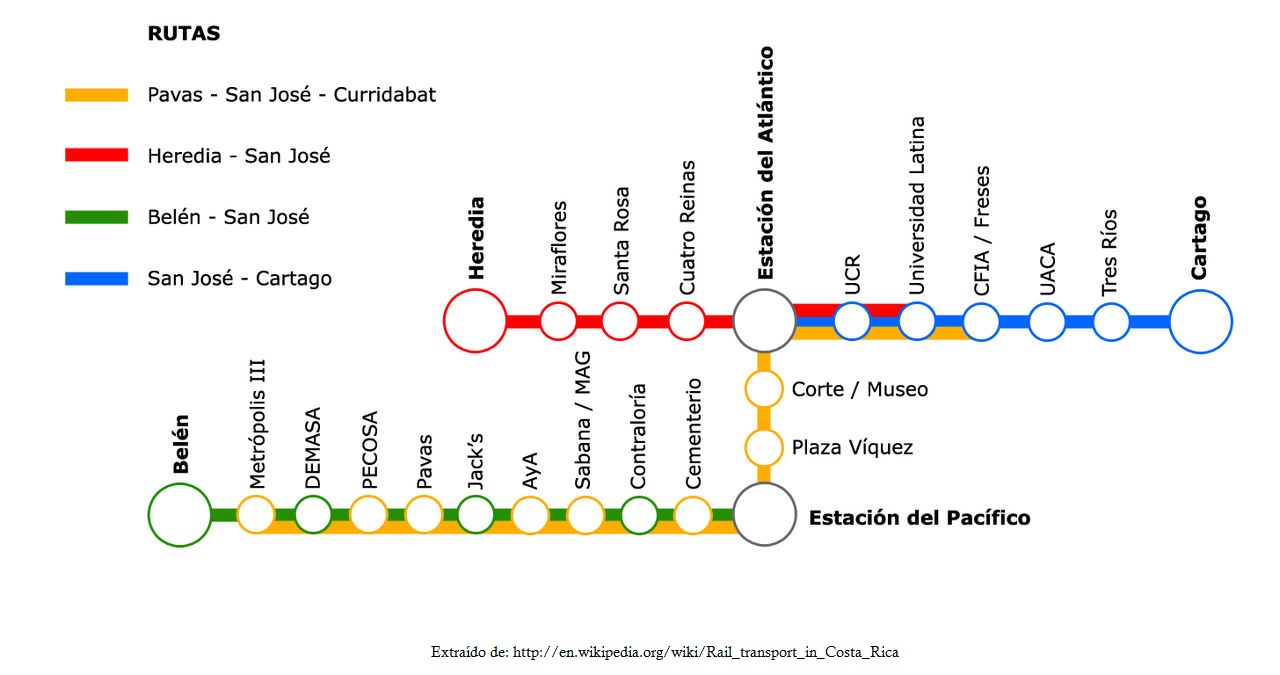 RUTAS
Pavas - San José - Curridabat
Heredia - San José
Belén - San José
San José - Cartago
Heredia
Miraflores
Santa Rosa
Cuatro Reinas
Estación del Atlántico
UCR
Universidad Latina
CFIA / Freses
UACA
Tres Ríos
Cartago
Corte / Museo
Plaza Víquez
Belén
Metrópolis III
DEMASA
PECOSA
Pavas
Jack's
AyA
Sabana / MAG
Contraloría
Cementerio
Estación del Pacífico
Extraído de: http://en.wikipedia.org/wiki/Rail_transport_in_Costa_Rica